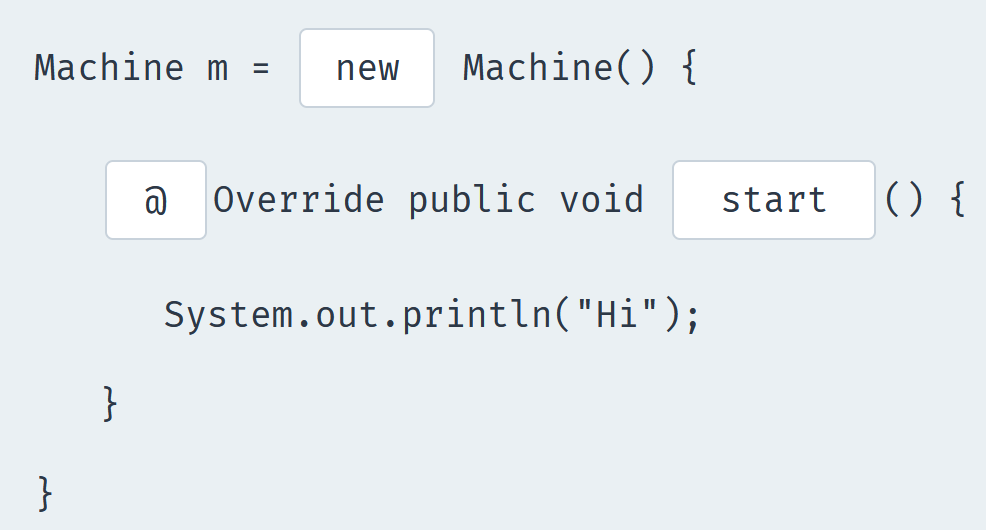 Machine m = new Machine() {
@Override public void start() {
System.out.println("Hi");
}
}